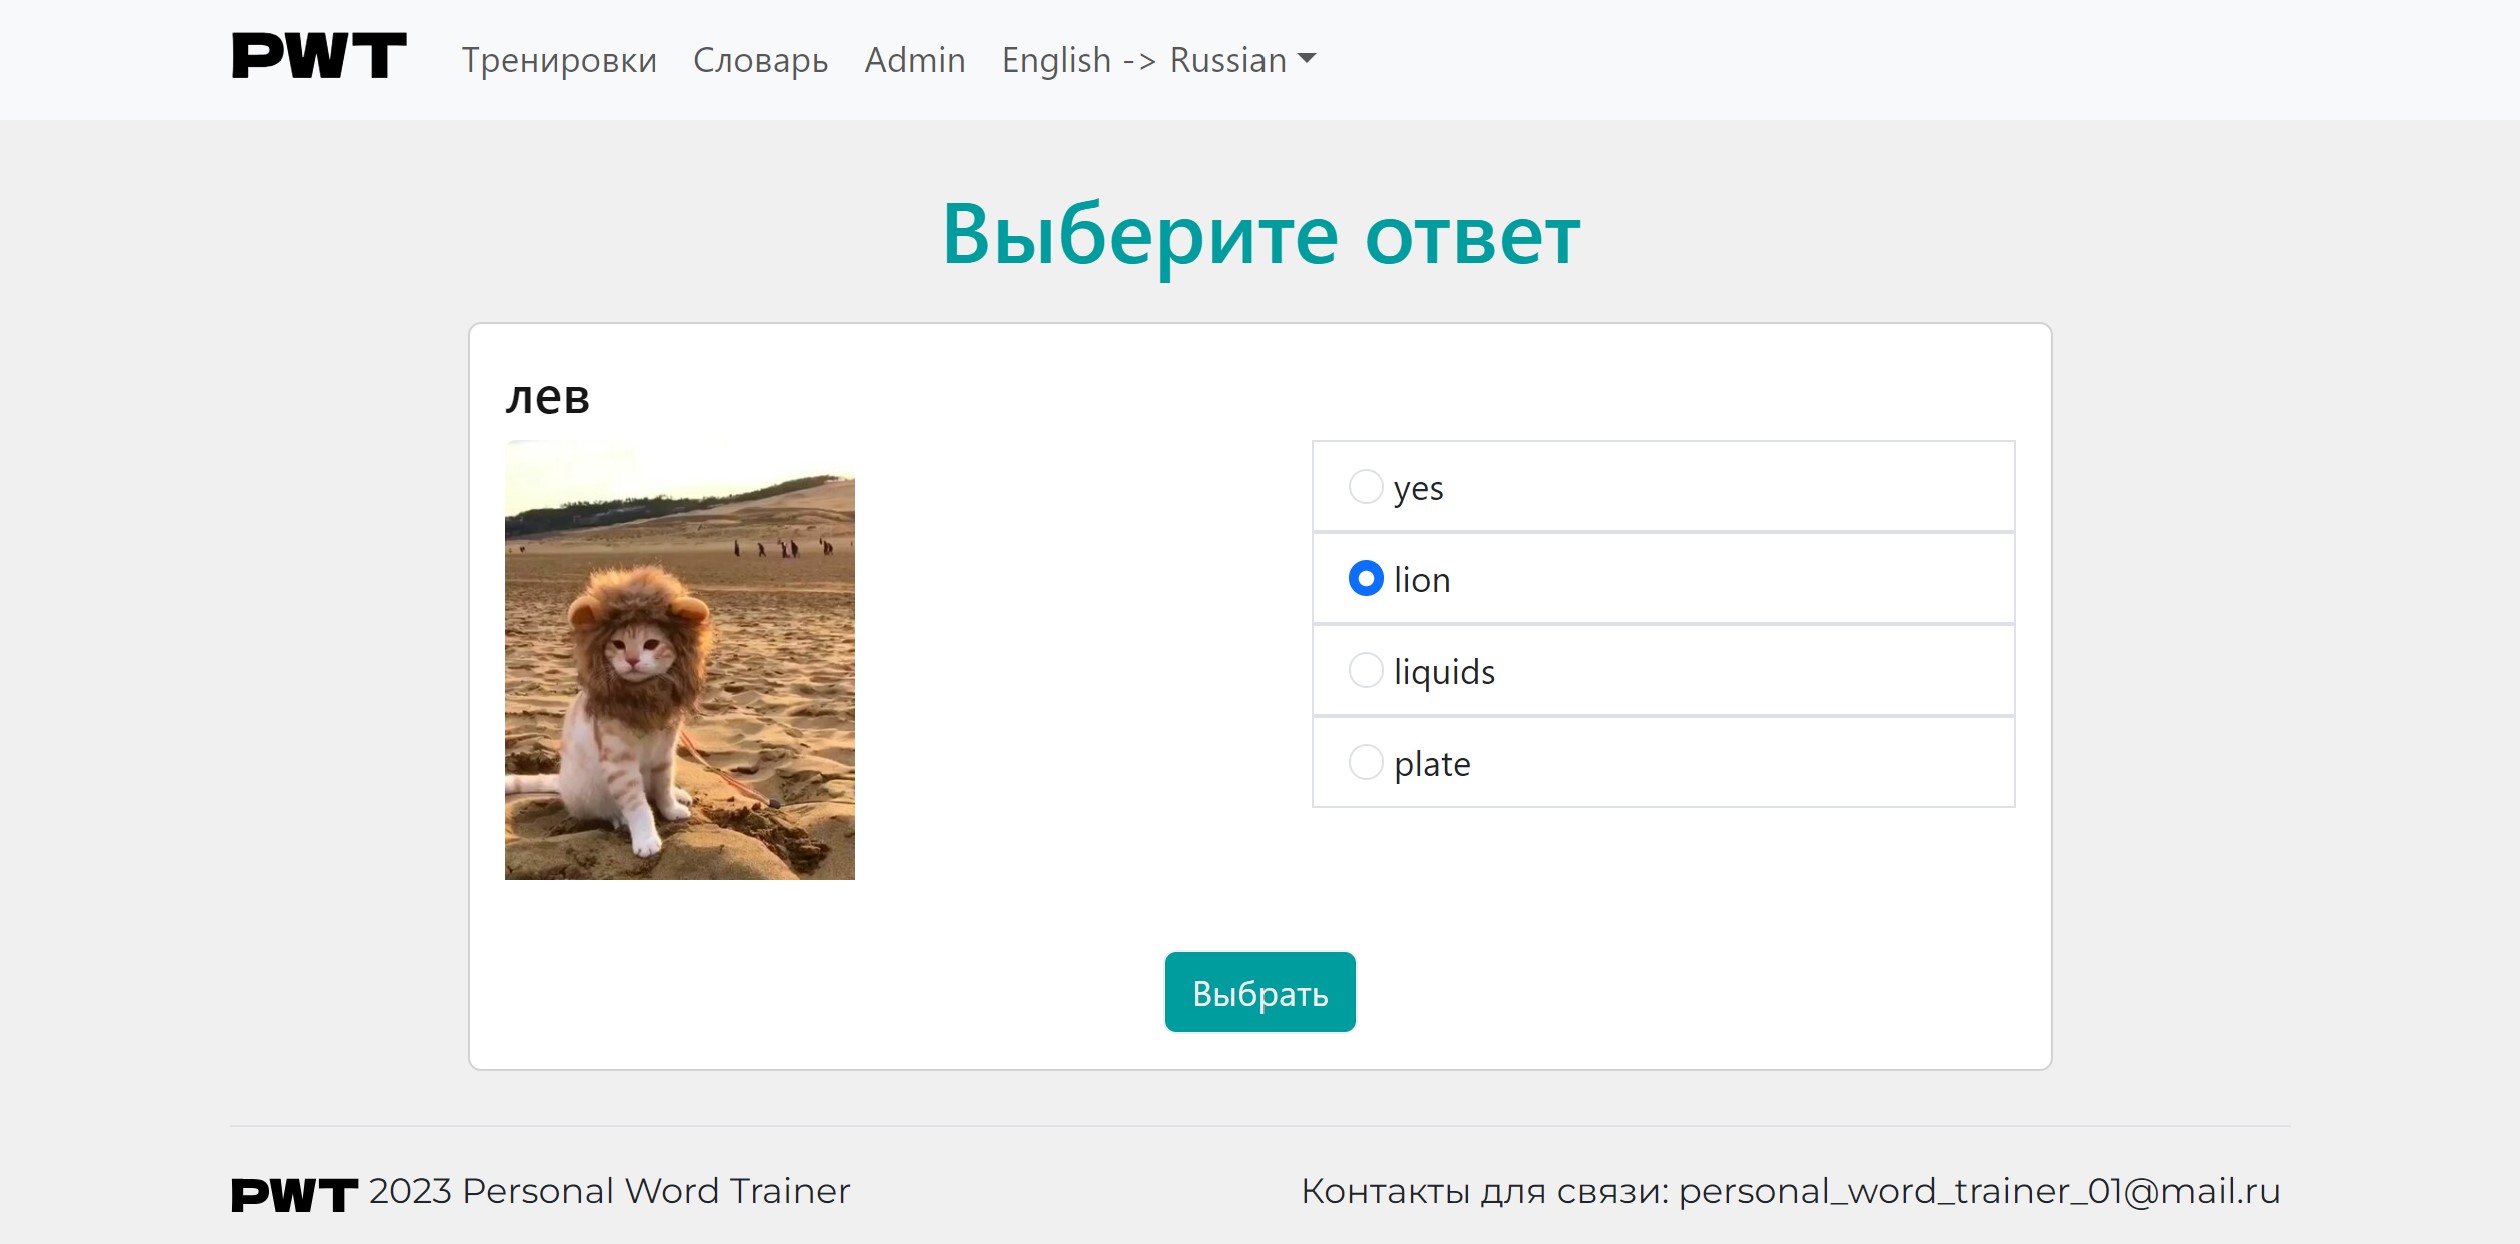 PWT Тренировки Словарь Admin English -> Russian
Выберите ответ
лев
yes
lion
liquids
plate
Выбрать
PWT 2023 Personal Word Trainer
Контакты для связи: personal_word_trainer_01@mail.ru